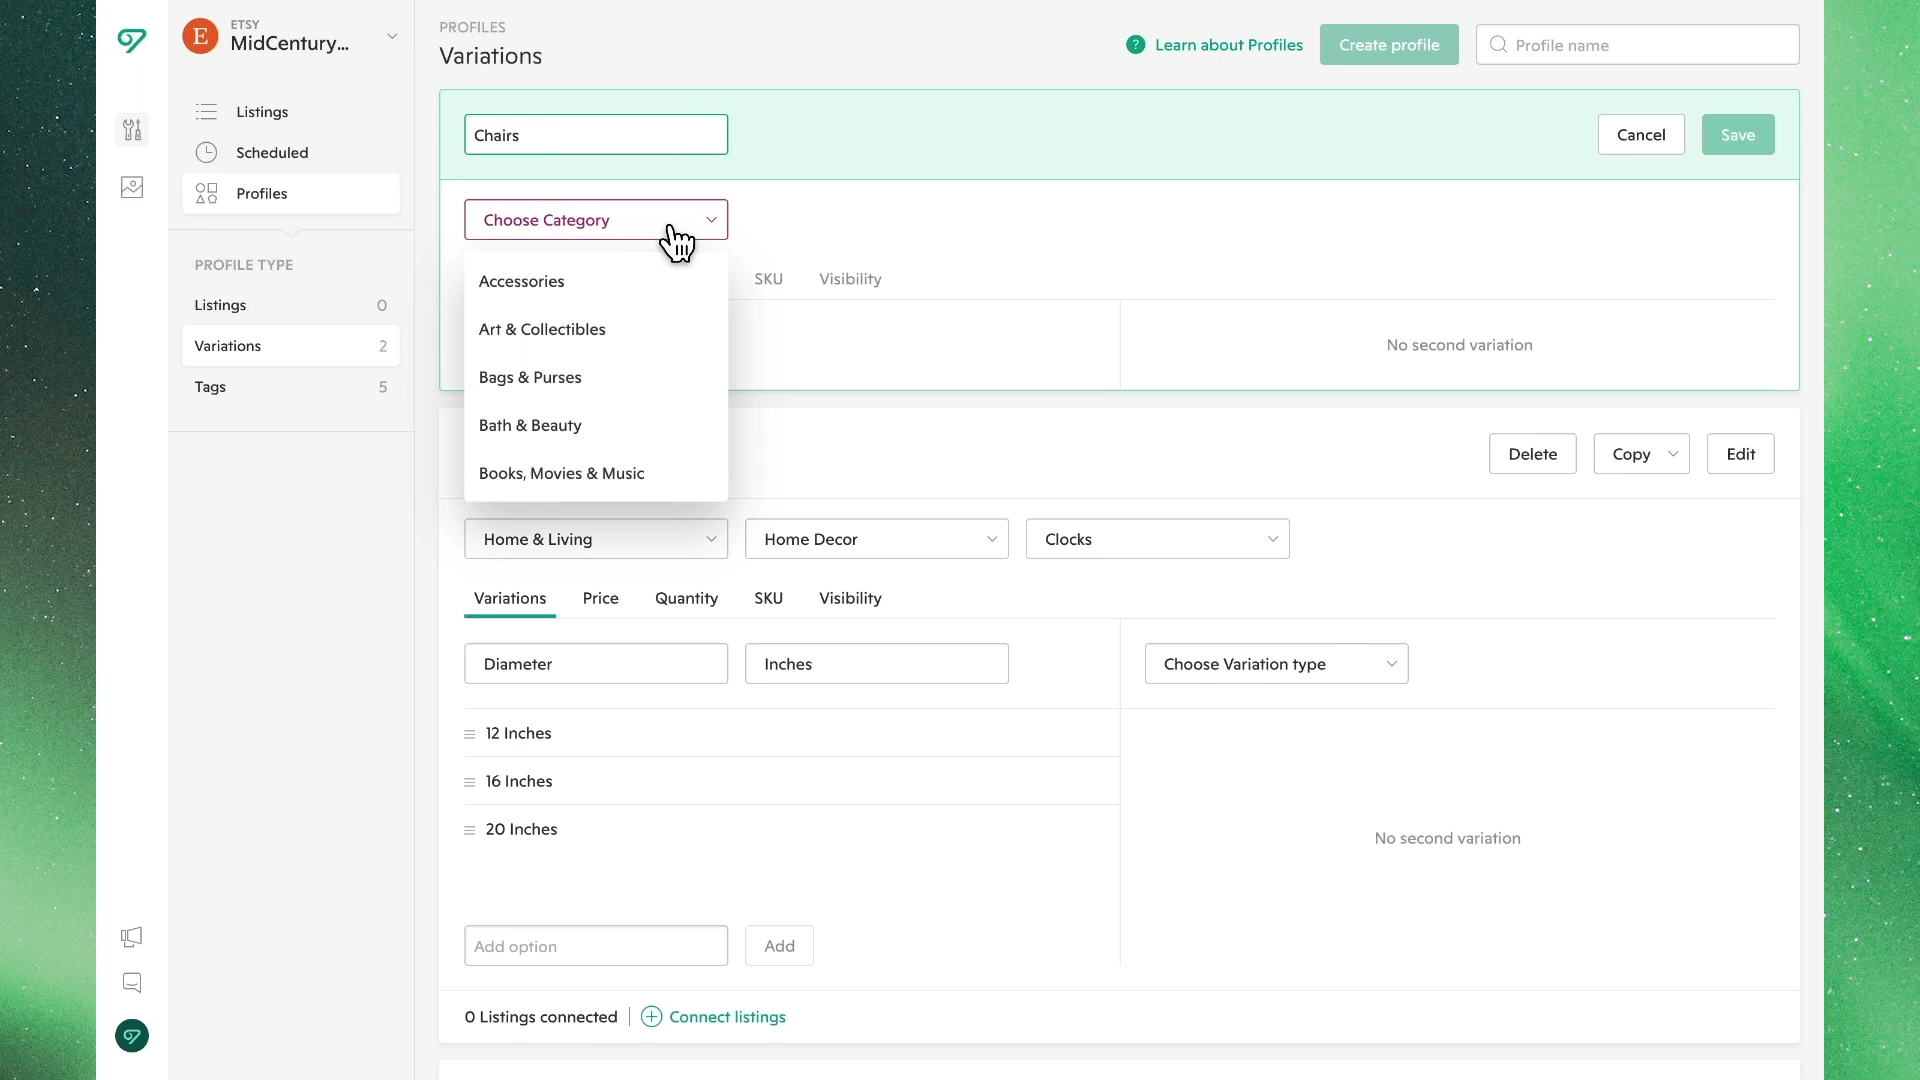 E
ETSY
MidCentury...
Listings
Scheduled
Profiles
PROFILE TYPE
Listings 0
Variations 2
Tags 5
PROFILES
Variations
? Learn about Profiles
Create profile
Profile name
Chairs
Cancel
Save
Choose Category
Accessories
Art & Collectibles
Bags & Purses
Bath & Beauty
Books, Movies & Music
SKU
Visibility
No second variation
Delete
Copy
Edit
Home & Living
Home Decor
Clocks
Variations
Price
Quantity
SKU
Visibility
Diameter
Inches
Choose Variation type
12 Inches
16 Inches
20 Inches
No second variation
Add option
Add
0 Listings connected
Connect listings